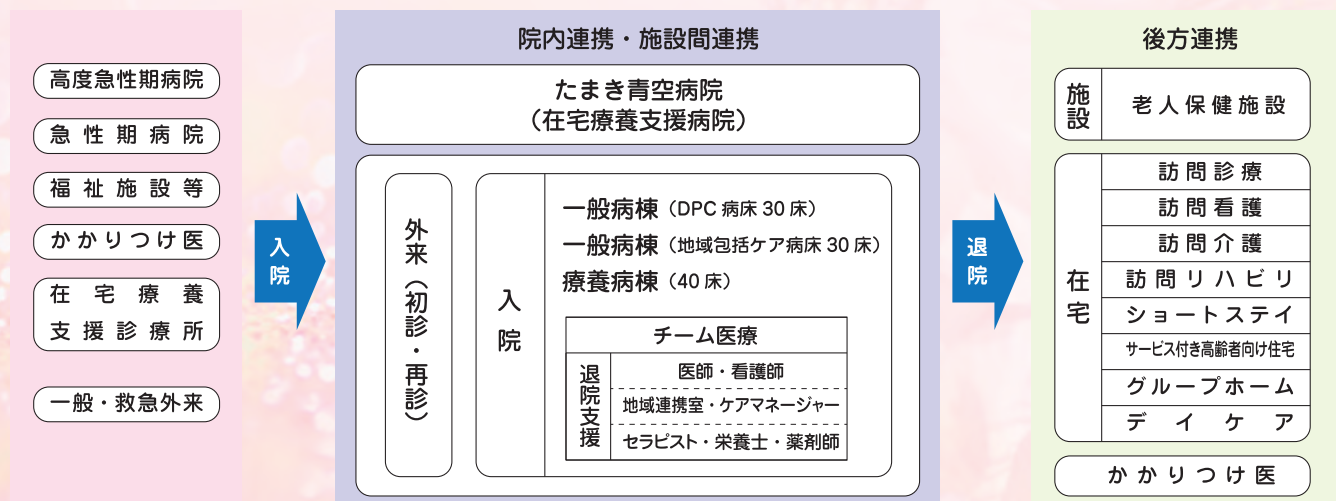 高度急性期病院
急性期病院
福祉施設等
かかりつけ医
在宅療養
支援診療所
一般・救急外来
入院
院内連携・施設間連携
たまき青空病院
（在宅療養支援病院）
外来（初診・再診）
入院
一般病棟（DPC 病床 30 床）
一般病棟（地域包括ケア病床 30 床）
療養病棟（40 床）
チーム医療
退院支援
医師・看護師
地域連携室・ケアマネージャー
セラピスト・栄養士・薬剤師
退院
後方連携
施設
老人保健施設
在宅
訪問診療
訪問看護
訪問介護
訪問リハビリ
ショートステイ
サービス付き高齢者向け住宅
グループホーム
デイケア
かかりつけ医